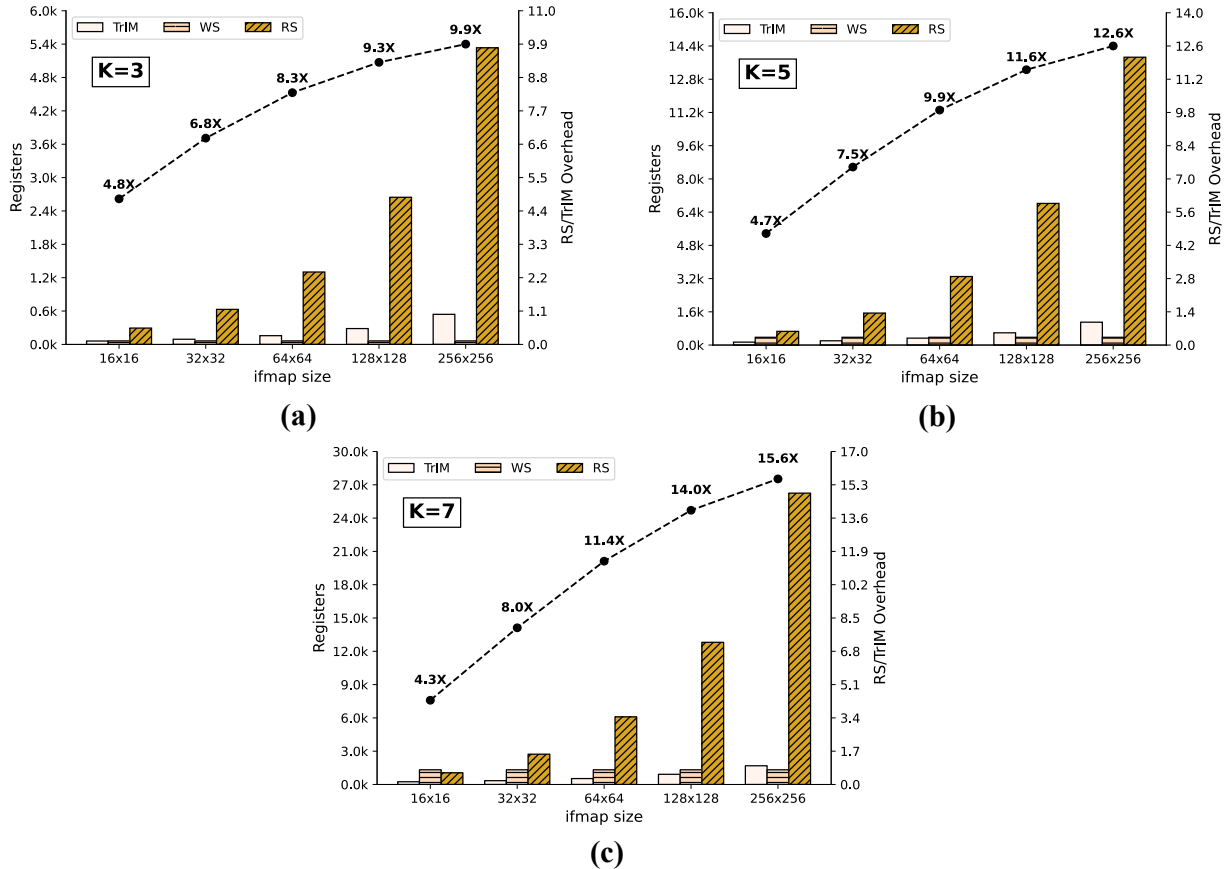 TrIM WS RS
K=3
Registers
6.0k
5.4k
4.8k
4.2k
3.6k
3.0k
2.4k
1.8k
1.2k
0.6k
0.0k
4.8X
6.8X
8.3X
9.3X
9.9X
11.0
9.9
8.8
7.7
6.6
5.5
4.4
3.3
2.2
1.1
0.0
RS/TrIM Overhead
16x16 32x32 64x64 128x128 256x256
ifmap size
(a)
TrIM WS RS
K=5
Registers
16.0k
14.4k
12.8k
11.2k
9.6k
8.0k
6.4k
4.8k
3.2k
1.6k
0.0k
4.7X
7.5X
9.9X
11.6X
12.6X
14.0
12.6
11.2
9.8
8.4
7.0
5.6
4.2
2.8
1.4
0.0
RS/TrIM Overhead
16x16 32x32 64x64 128x128 256x256
ifmap size
(b)
TrIM WS RS
K=7
Registers
30.0k
27.0k
24.0k
21.0k
18.0k
15.0k
12.0k
9.0k
6.0k
3.0k
0.0k
4.3X
8.0X
11.4X
14.0X
15.6X
17.0
15.3
13.6
11.9
10.2
8.5
6.8
5.1
3.4
1.7
0.0
RS/TrIM Overhead
16x16 32x32 64x64 128x128 256x256
ifmap size
(c)